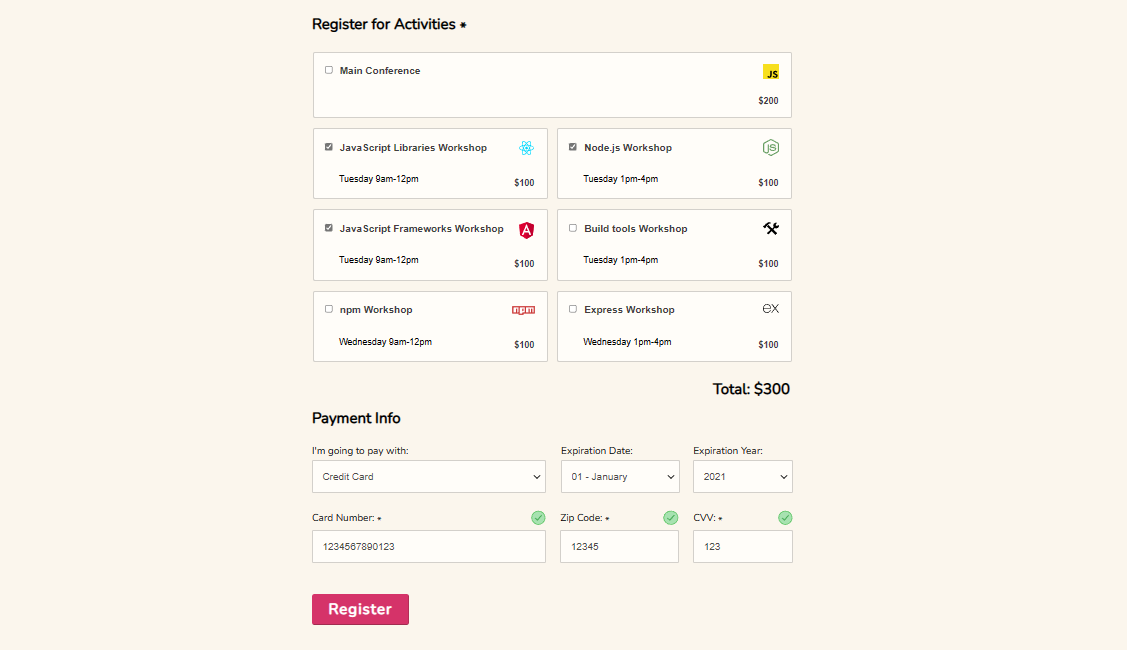 Register for Activities *
Main Conference
JS
$200
JavaScript Libraries Workshop
Tuesday 9am-12pm
$100
Node.js Workshop
JS
Tuesday 1pm-4pm
$100
JavaScript Frameworks Workshop
A
Tuesday 9am-12pm
$100
Build tools Workshop
Tuesday 1pm-4pm
$100
npm Workshop
npm
Wednesday 9am-12pm
$100
Express Workshop
ex
Wednesday 1pm-4pm
$100
Total: $300
Payment Info
I'm going to pay with:
Credit Card
Expiration Date:
01 - January
Expiration Year:
2021
Card Number: *
1234567890123
Zip Code: *
12345
CVV: *
123
Register